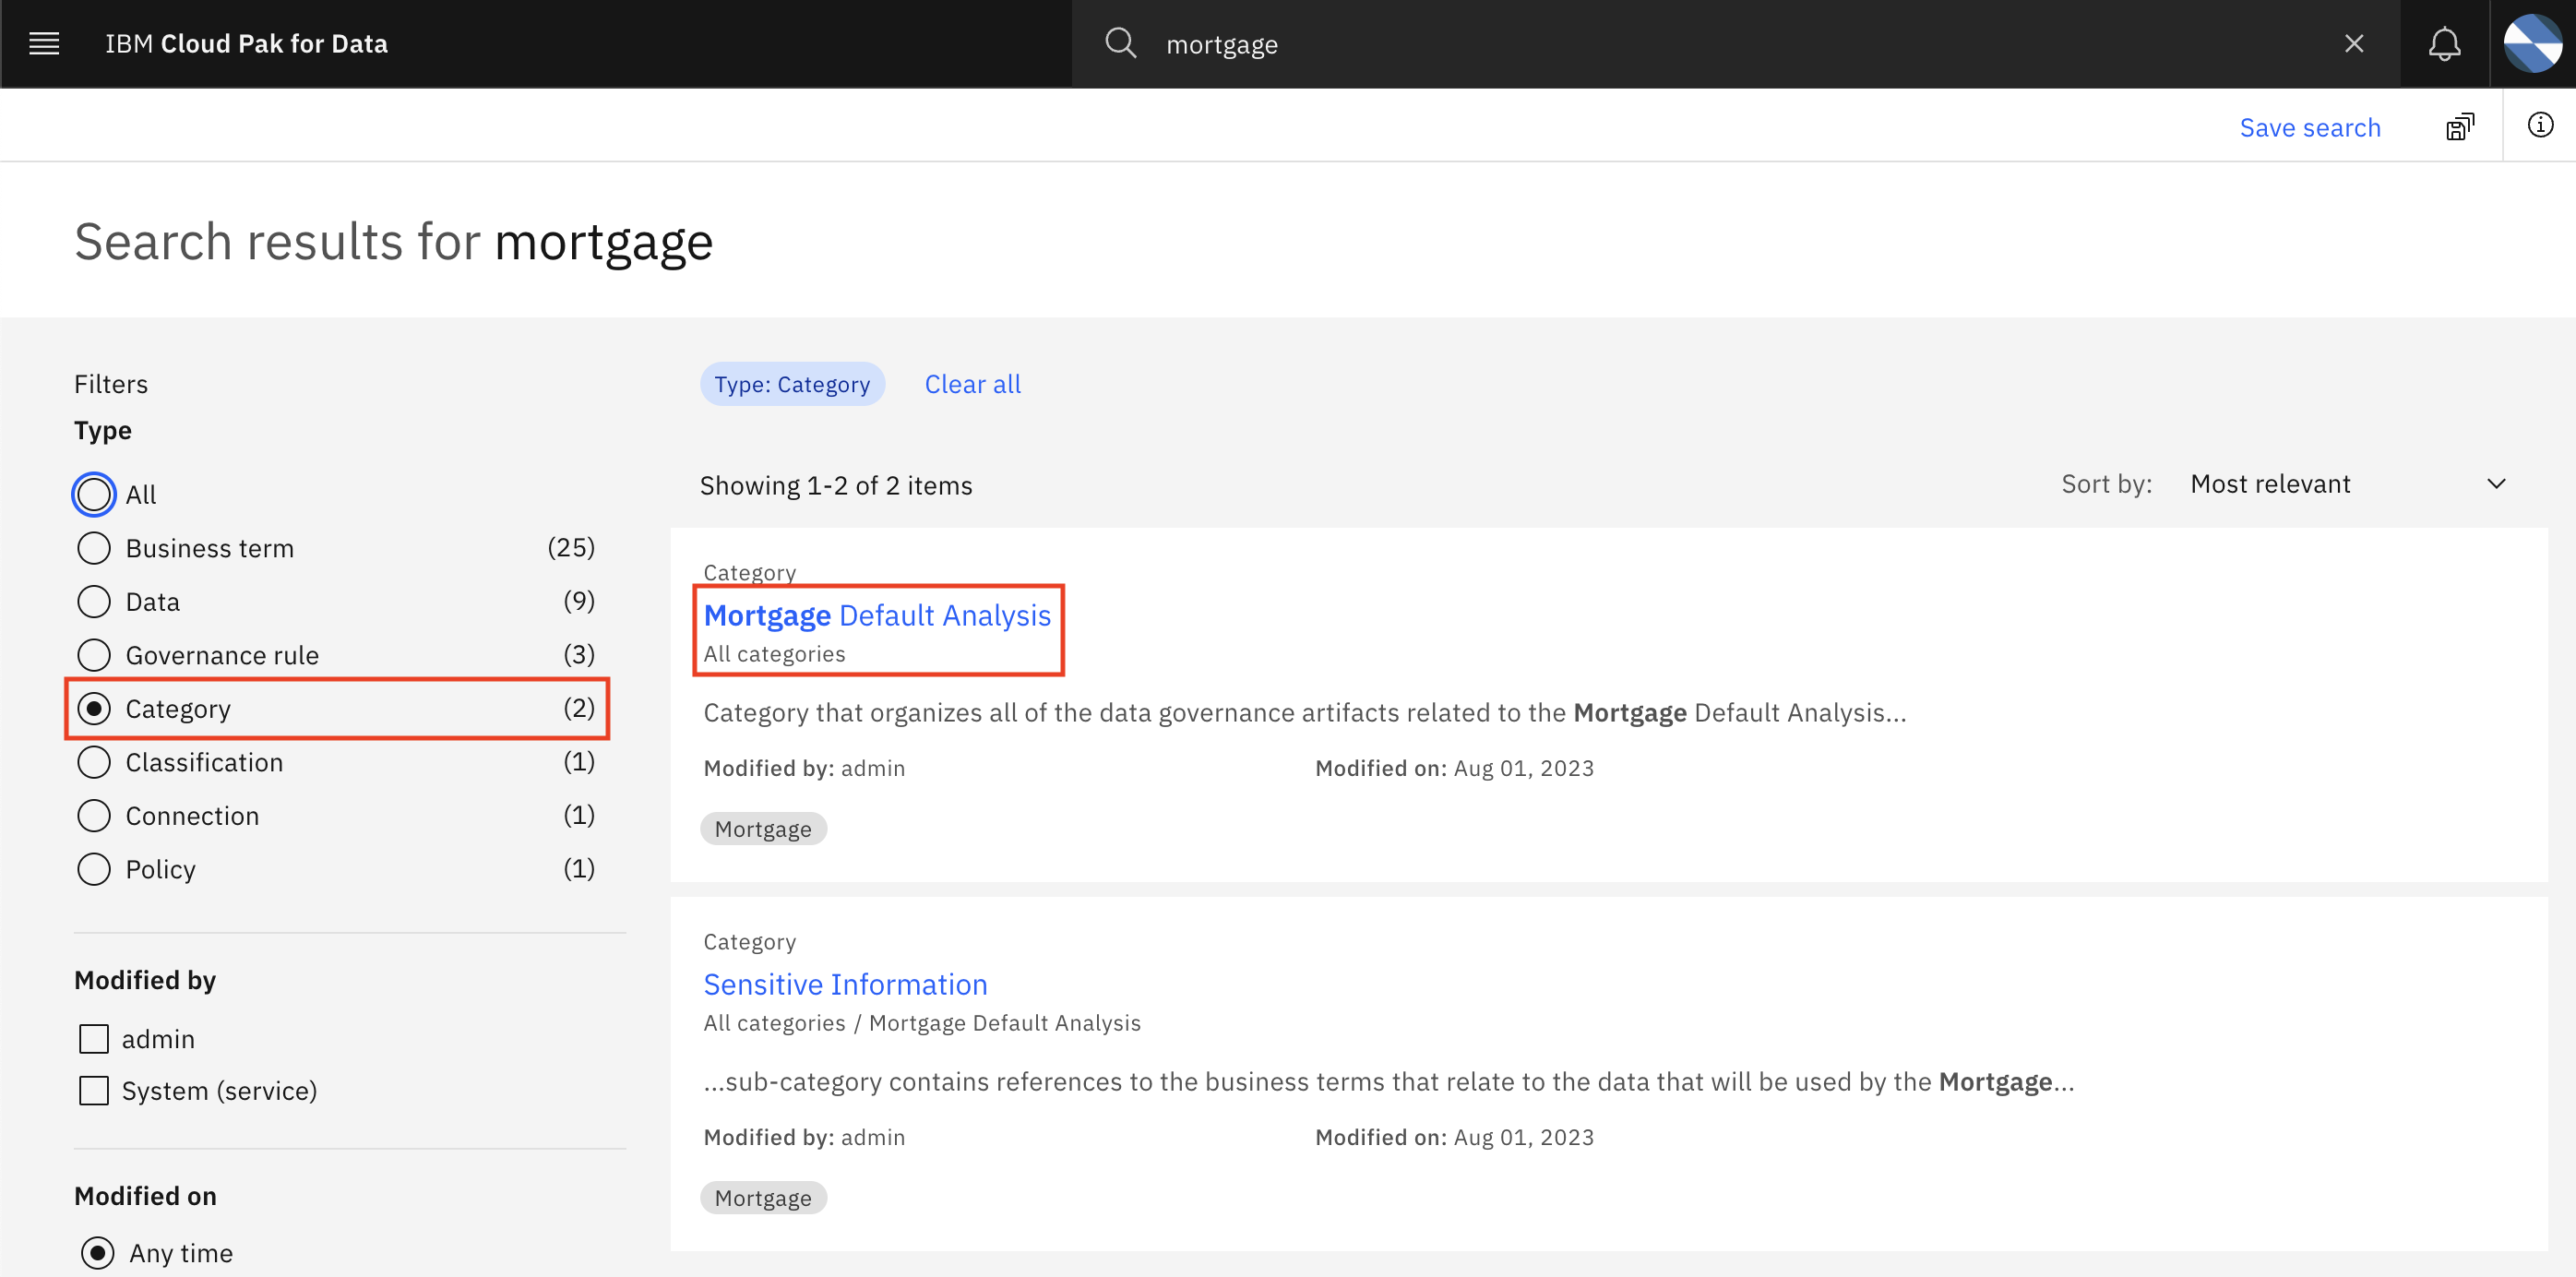 IBM Cloud Pak for Data
mortgage
Save search
Search results for mortgage
Filters
Type
All
Business term (25)
Data (9)
Governance rule (3)
Category (2)
Classification (1)
Connection (1)
Policy (1)
Modified by
admin
System (service)
Modified on
Any time
Type: Category Clear all
Showing 1-2 of 2 items Sort by: Most relevant
Category
Mortgage Default Analysis
All categories
Category that organizes all of the data governance artifacts related to the Mortgage Default Analysis...
Modified by: admin Modified on: Aug 01, 2023
Mortgage
Category
Sensitive Information
All categories / Mortgage Default Analysis
...sub-category contains references to the business terms that relate to the data that will be used by the Mortgage...
Modified by: admin Modified on: Aug 01, 2023
Mortgage